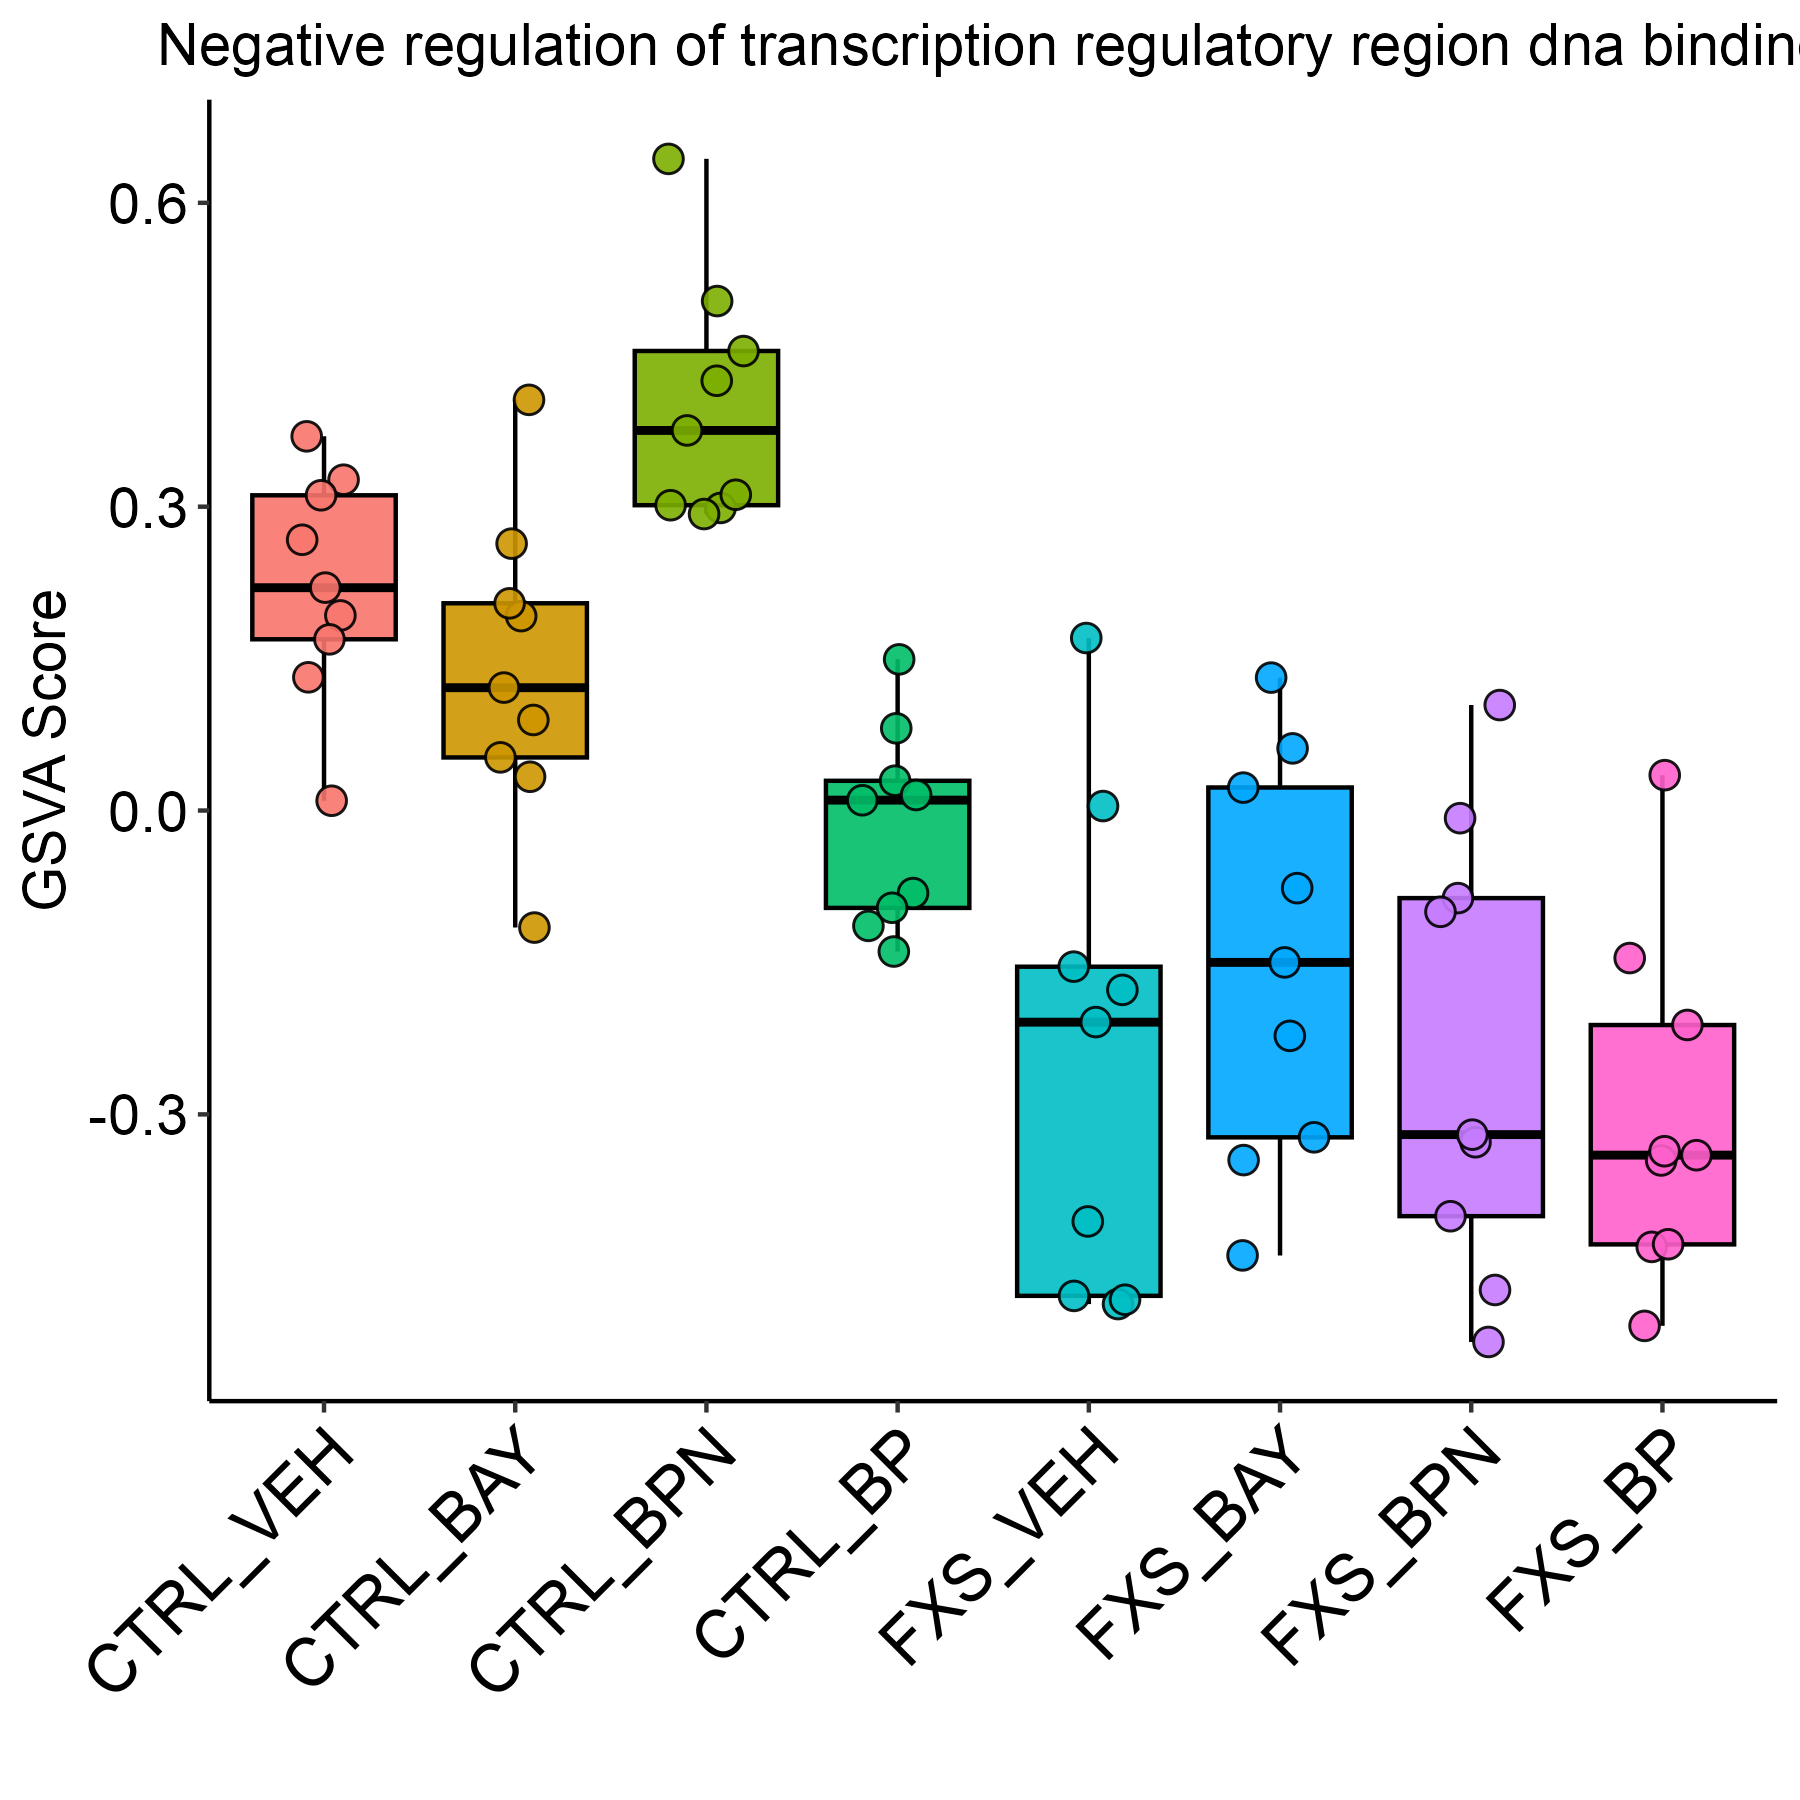 Negative regulation of transcription regulatory region dna bindin
GSVA Score
0.6
0.3
0.0
-0.3
CTRL_VEH
CTRL_BAY
CTRL_BPN
CTRL_BP
FXS_VEH
FXS_BAY
FXS_BPN
FXS_BP